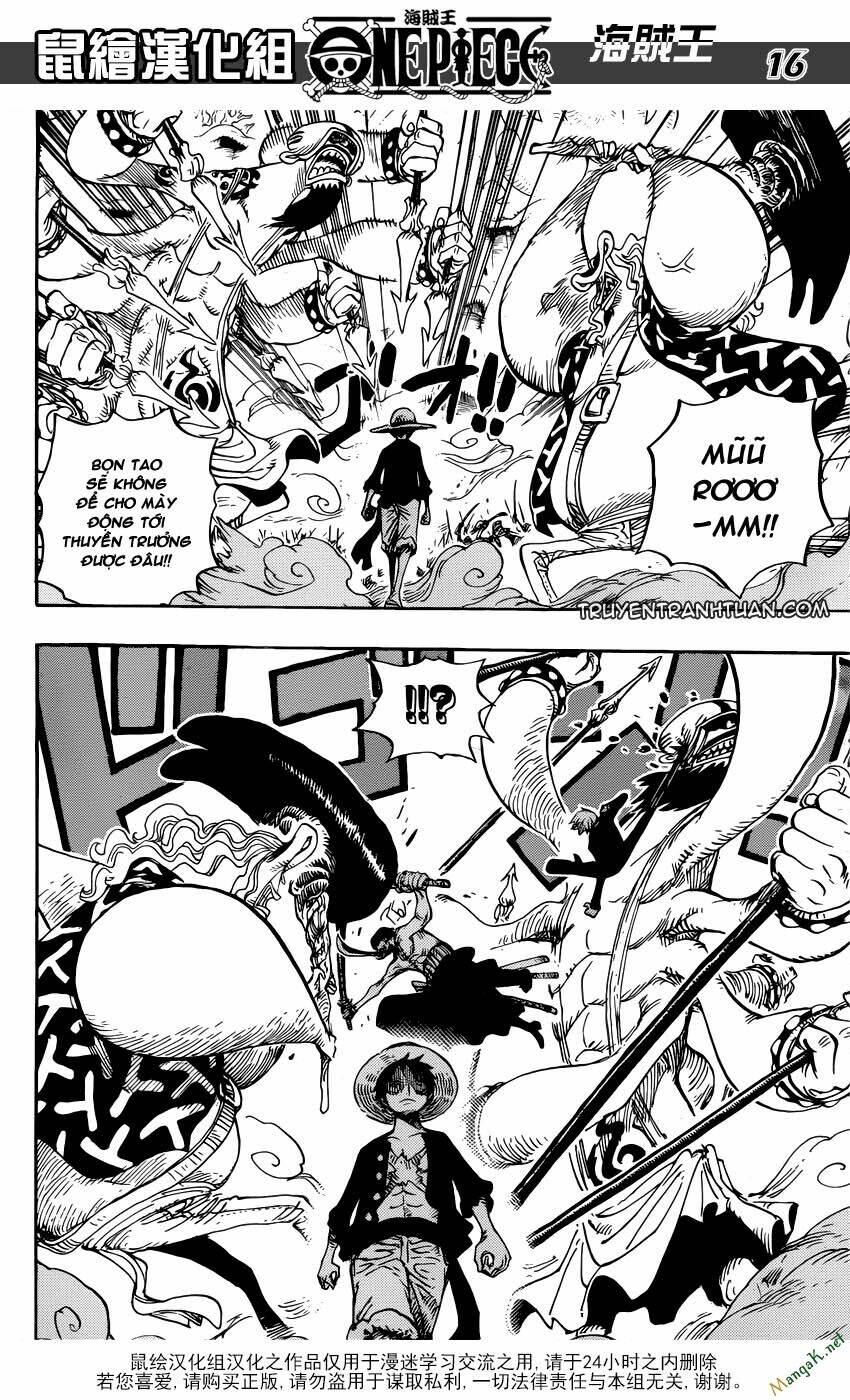 海賊王
鼠繪漢化組
ONE PIECE
海賊王
16
ゴオ!!
BỌN TAO
SẼ KHÔNG
ĐỂ CHO MÀY
ĐỘNG TỚI
THUYỀN TRƯỞNG
ĐƯỢC ĐÂU!!
MŨŨ
RƠƠƠ
-MM!!
TRUYENTRANHTUAN.COM
!!?
鼠绘汉化组汉化之作品仅用于漫迷学习交流之用, 请于24小时之内删除
若您喜爱, 请购买正版, 请勿盗用于谋取私利, 一切法律责任与本组无关, 谢谢。
MangaK.net